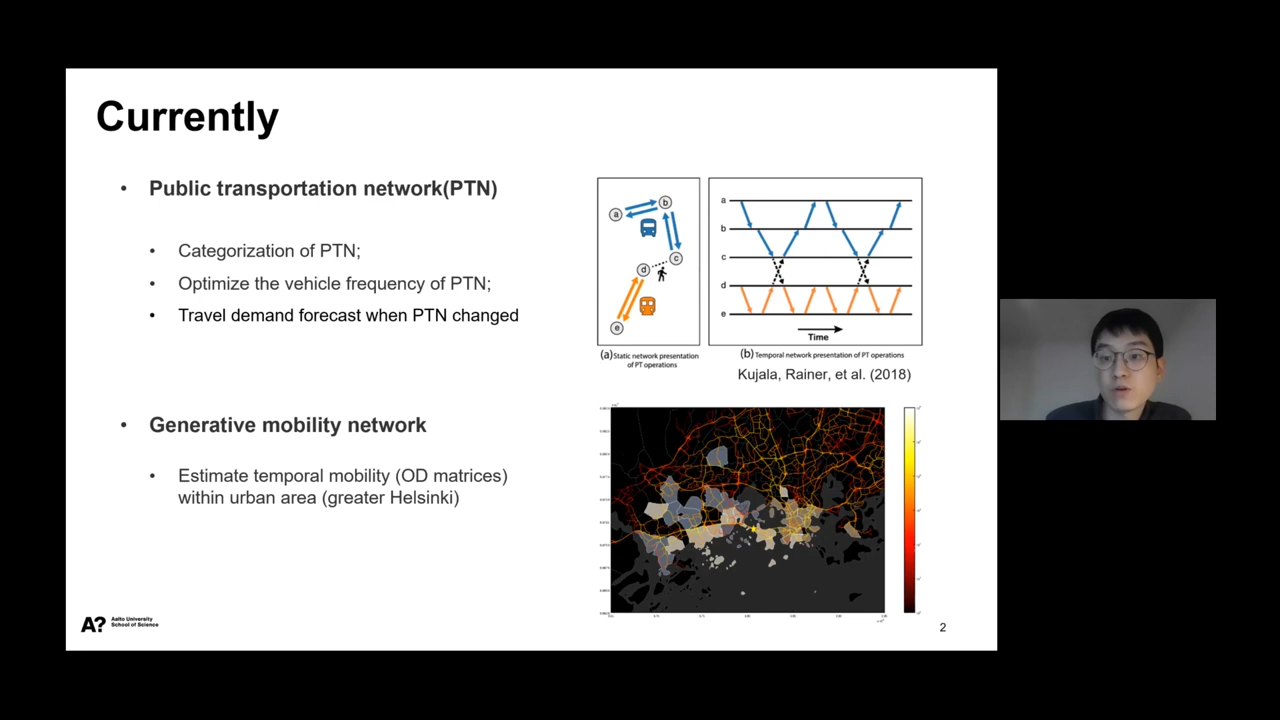 Currently
• Public transportation network(PTN)
• Categorization of PTN;
• Optimize the vehicle frequency of PTN;
• Travel demand forecast when PTN changed
• Generative mobility network
• Estimate temporal mobility (OD matrices)
within urban area (greater Helsinki)
a
b
c
d
e
(a) Static network presentation
of PT operations
a
b
c
d
e
Time
(b) Temporal network presentation of PT operations
Kujala, Rainer, et al. (2018)
A?
Aalto University
School of Science
2